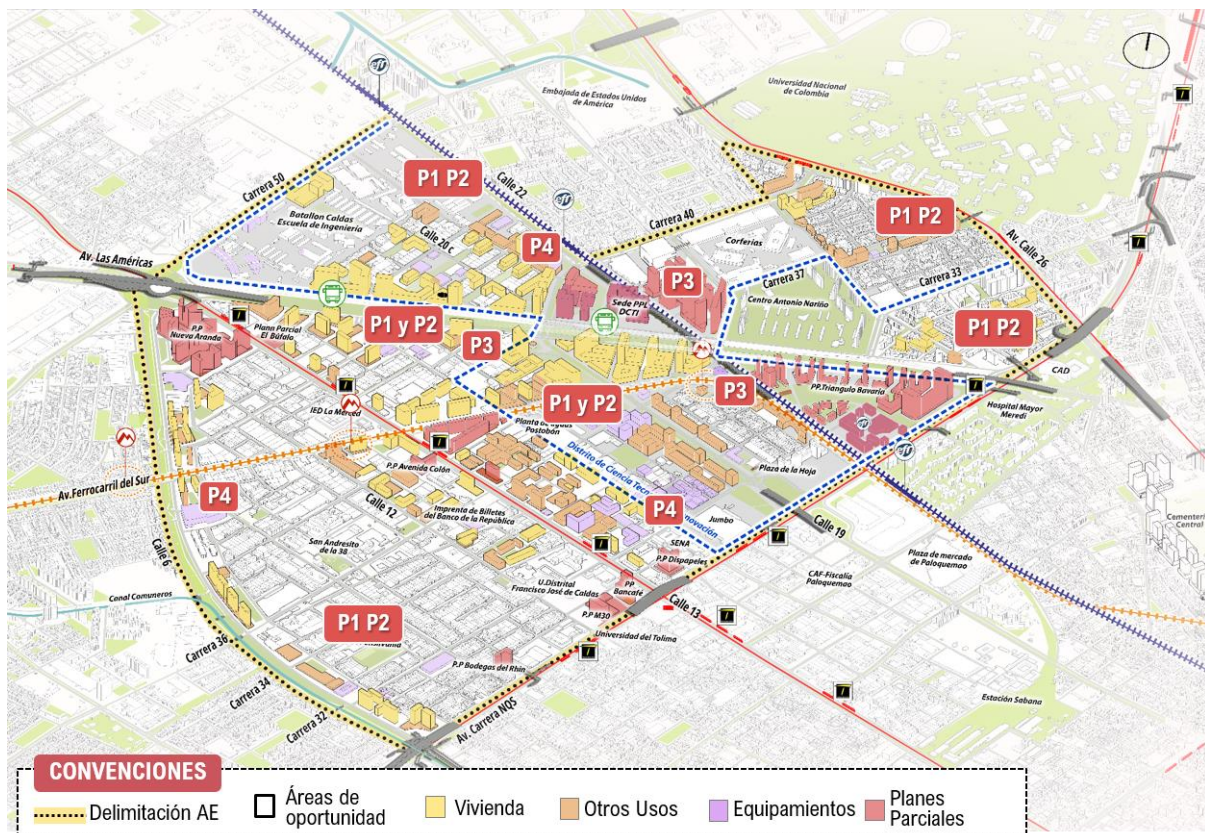 Embajada de Estados Unidos
de América
Universidad Nacional
de Colombia
Carrera 50
P1 P2
Calle 22
Batallon Caldas
Escuela de Ingeniería
Calle 20 c
Carrera 40
P1 P2
Av. Calle 26
Av. Las Américas
P4
Corferias
P3
Carrera 37
Carrera 33
Sede PPL
DCTI
Centro Antonio Nariño
P.P
Nueva Aranda
Plann Parcial
El Búfalo
P1 y P2
P3
P1 P2
CAD
P3
PP.Triangulo Bavaria
Hospital Mayor
Meredi
IED La Merced
P1 y P2
Postobón
P.P Avenida Colón
Plaza de la Hoja
Distrito de Ciencia Tecn
novación
Av.Ferrocarril del Sur
P4
Calle 12
Imprenta de Billetes
del Banco de la República
P4
Jumbo
Calle 19
Cementerio
Central
San Andresito
de la 38
SENA
P.P Dispapeles
Plaza de mercado
de Paloquemao
Calle 6
CAF-Fiscalía
Paloquemao
U.Distrital
Francisco José de Caldas
PP
Bancafé
Calle 13
Canal Comuneros
P.P M30
P1 P2
Universidad del Tolima
Carrera 36
P.P Bodegas del Rhin
Carrera 34
Estación Sabana
Carrera 32
Av. Carrera NQS
CONVENCIONES
Delimitación AE
Áreas de
oportunidad
Vivienda
Otros Usos
Equipamientos
Planes
Parciales